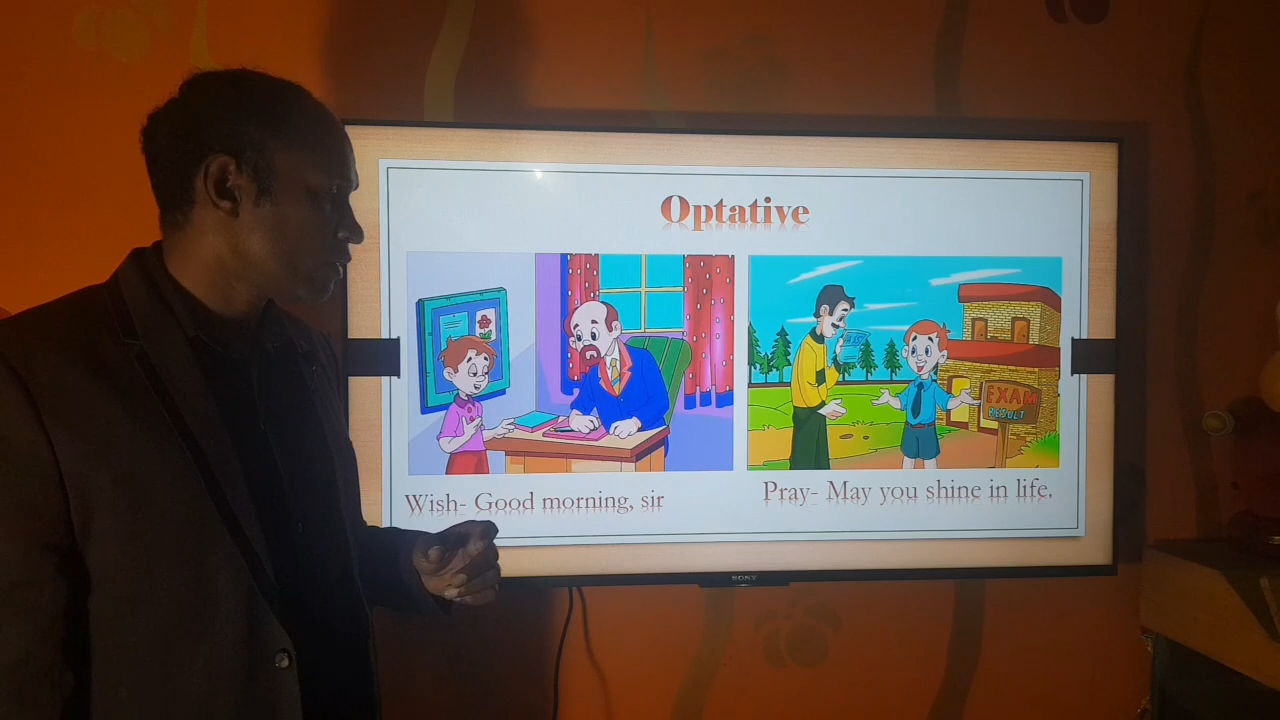 Optative
EXAM
RESULT
Wish- Good morning, sir
Pray- May you shine in life.
SONY